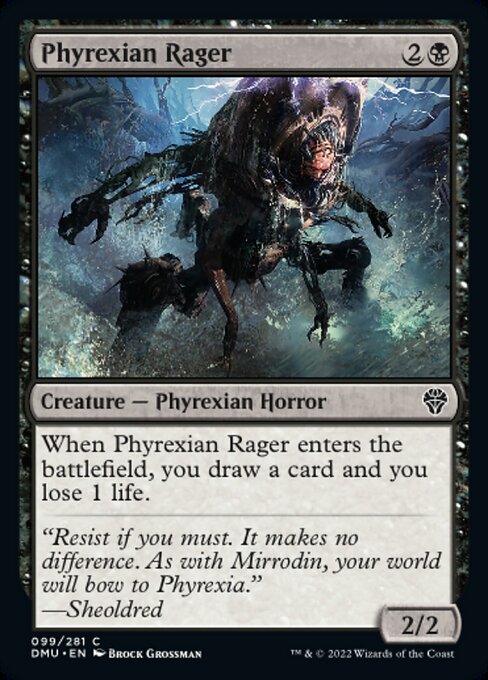 Phyrexian Rager 2
Creature — Phyrexian Horror
When Phyrexian Rager enters the
battlefield, you draw a card and you
lose 1 life.
“Resist if you must. It makes no
difference. As with Mirrodin, your world
will bow to Phyrexia.”
—Sheoldred
2/2
099/281 C
DMU • EN Brock Grossman
™ & © 2022 Wizards of the Coast